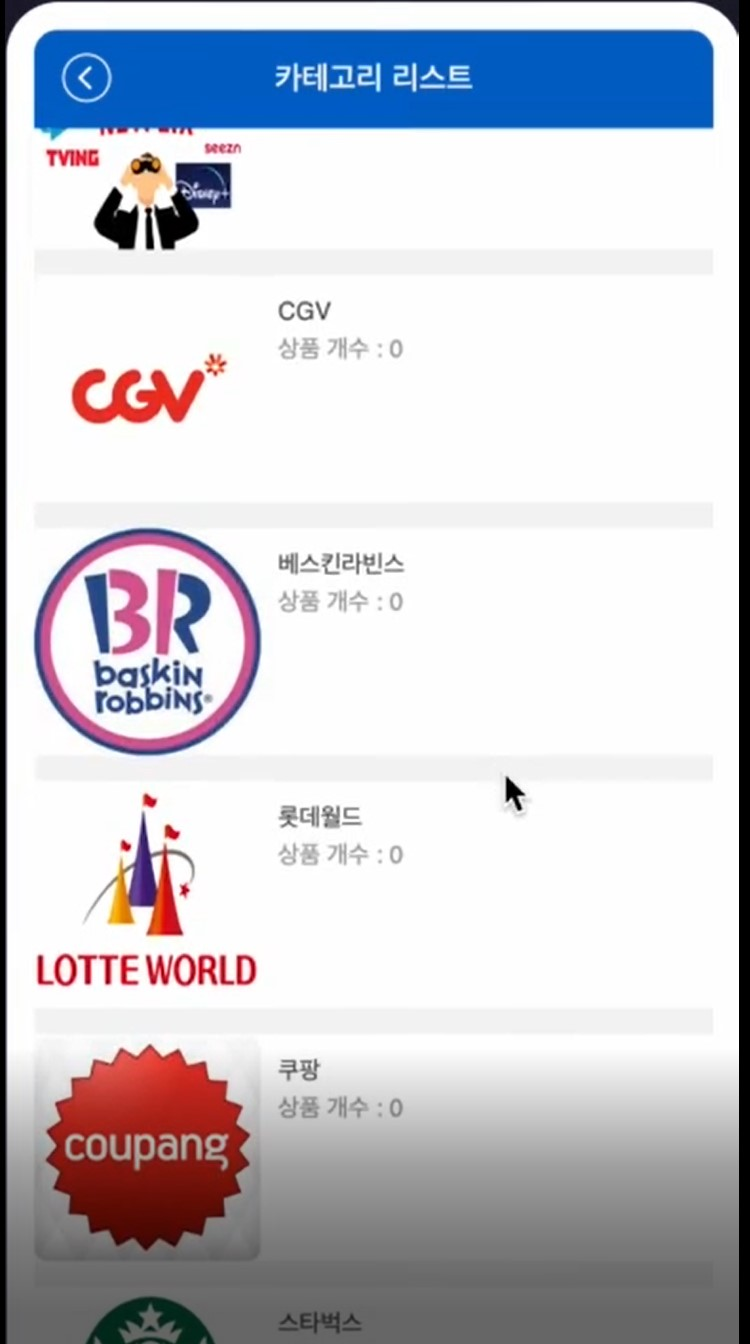 카테고리 리스트
TVING
seezn
Disney+
CGV
상품 개수 : 0
CGV
베스킨라빈스
상품 개수 : 0
BR
baskin
robbins®
롯데월드
상품 개수 : 0
LOTTE WORLD
쿠팡
상품 개수 : 0
coupang
스타벅스